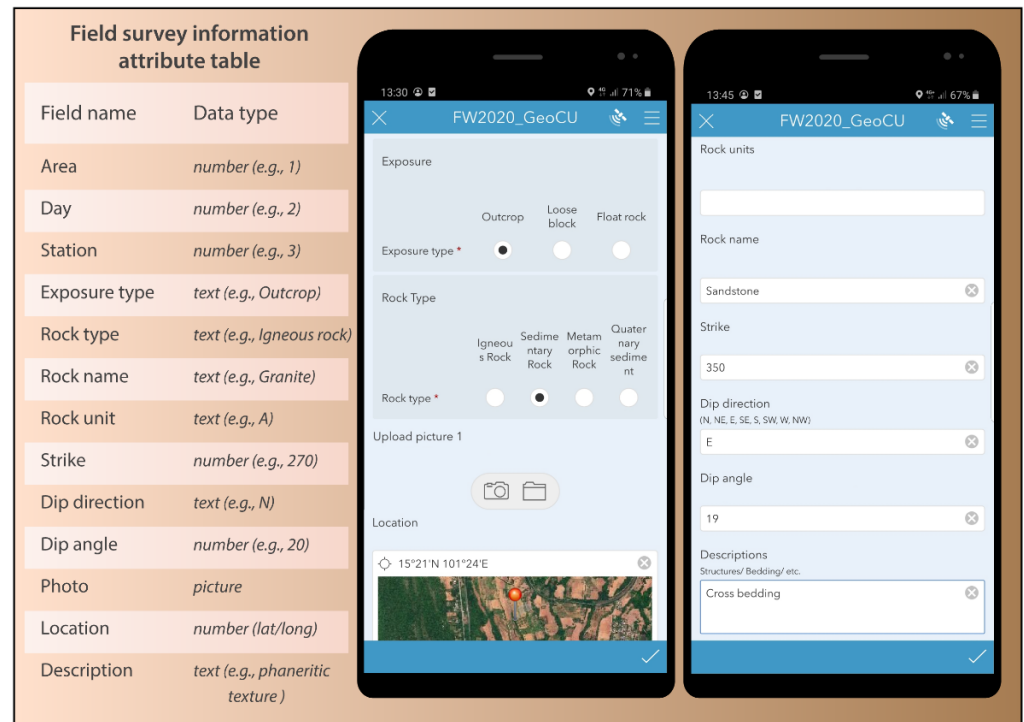 Field survey information
attribute table
Field name Data type
Area number (e.g., 1)
Day number (e.g., 2)
Station number (e.g., 3)
Exposure type text (e.g., Outcrop)
Rock type text (e.g., Igneous rock)
Rock name text (e.g., Granite)
Rock unit text (e.g., A)
Strike number (e.g., 270)
Dip direction text (e.g., N)
Dip angle number (e.g., 20)
Photo picture
Location number (lat/long)
Description text (e.g., phaneritic
texture )
13:30 71%
FW2020_GeoCU
Exposure
Outcrop
Loose
block
Float rock
Exposure type *
Rock Type
Igneou
s Rock
Sedime
ntary
Rock
Metam
orphic
Rock
Quater
nary
sedime
nt
Rock type *
Upload picture 1
Location
15°21'N 101°24'E
13:45 67%
FW2020_GeoCU
Rock units
Rock name
Sandstone
Strike
350
Dip direction
(N, NE, E, SE, S, SW, W, NW)
E
Dip angle
19
Descriptions
Structures/ Bedding/ etc.
Cross bedding